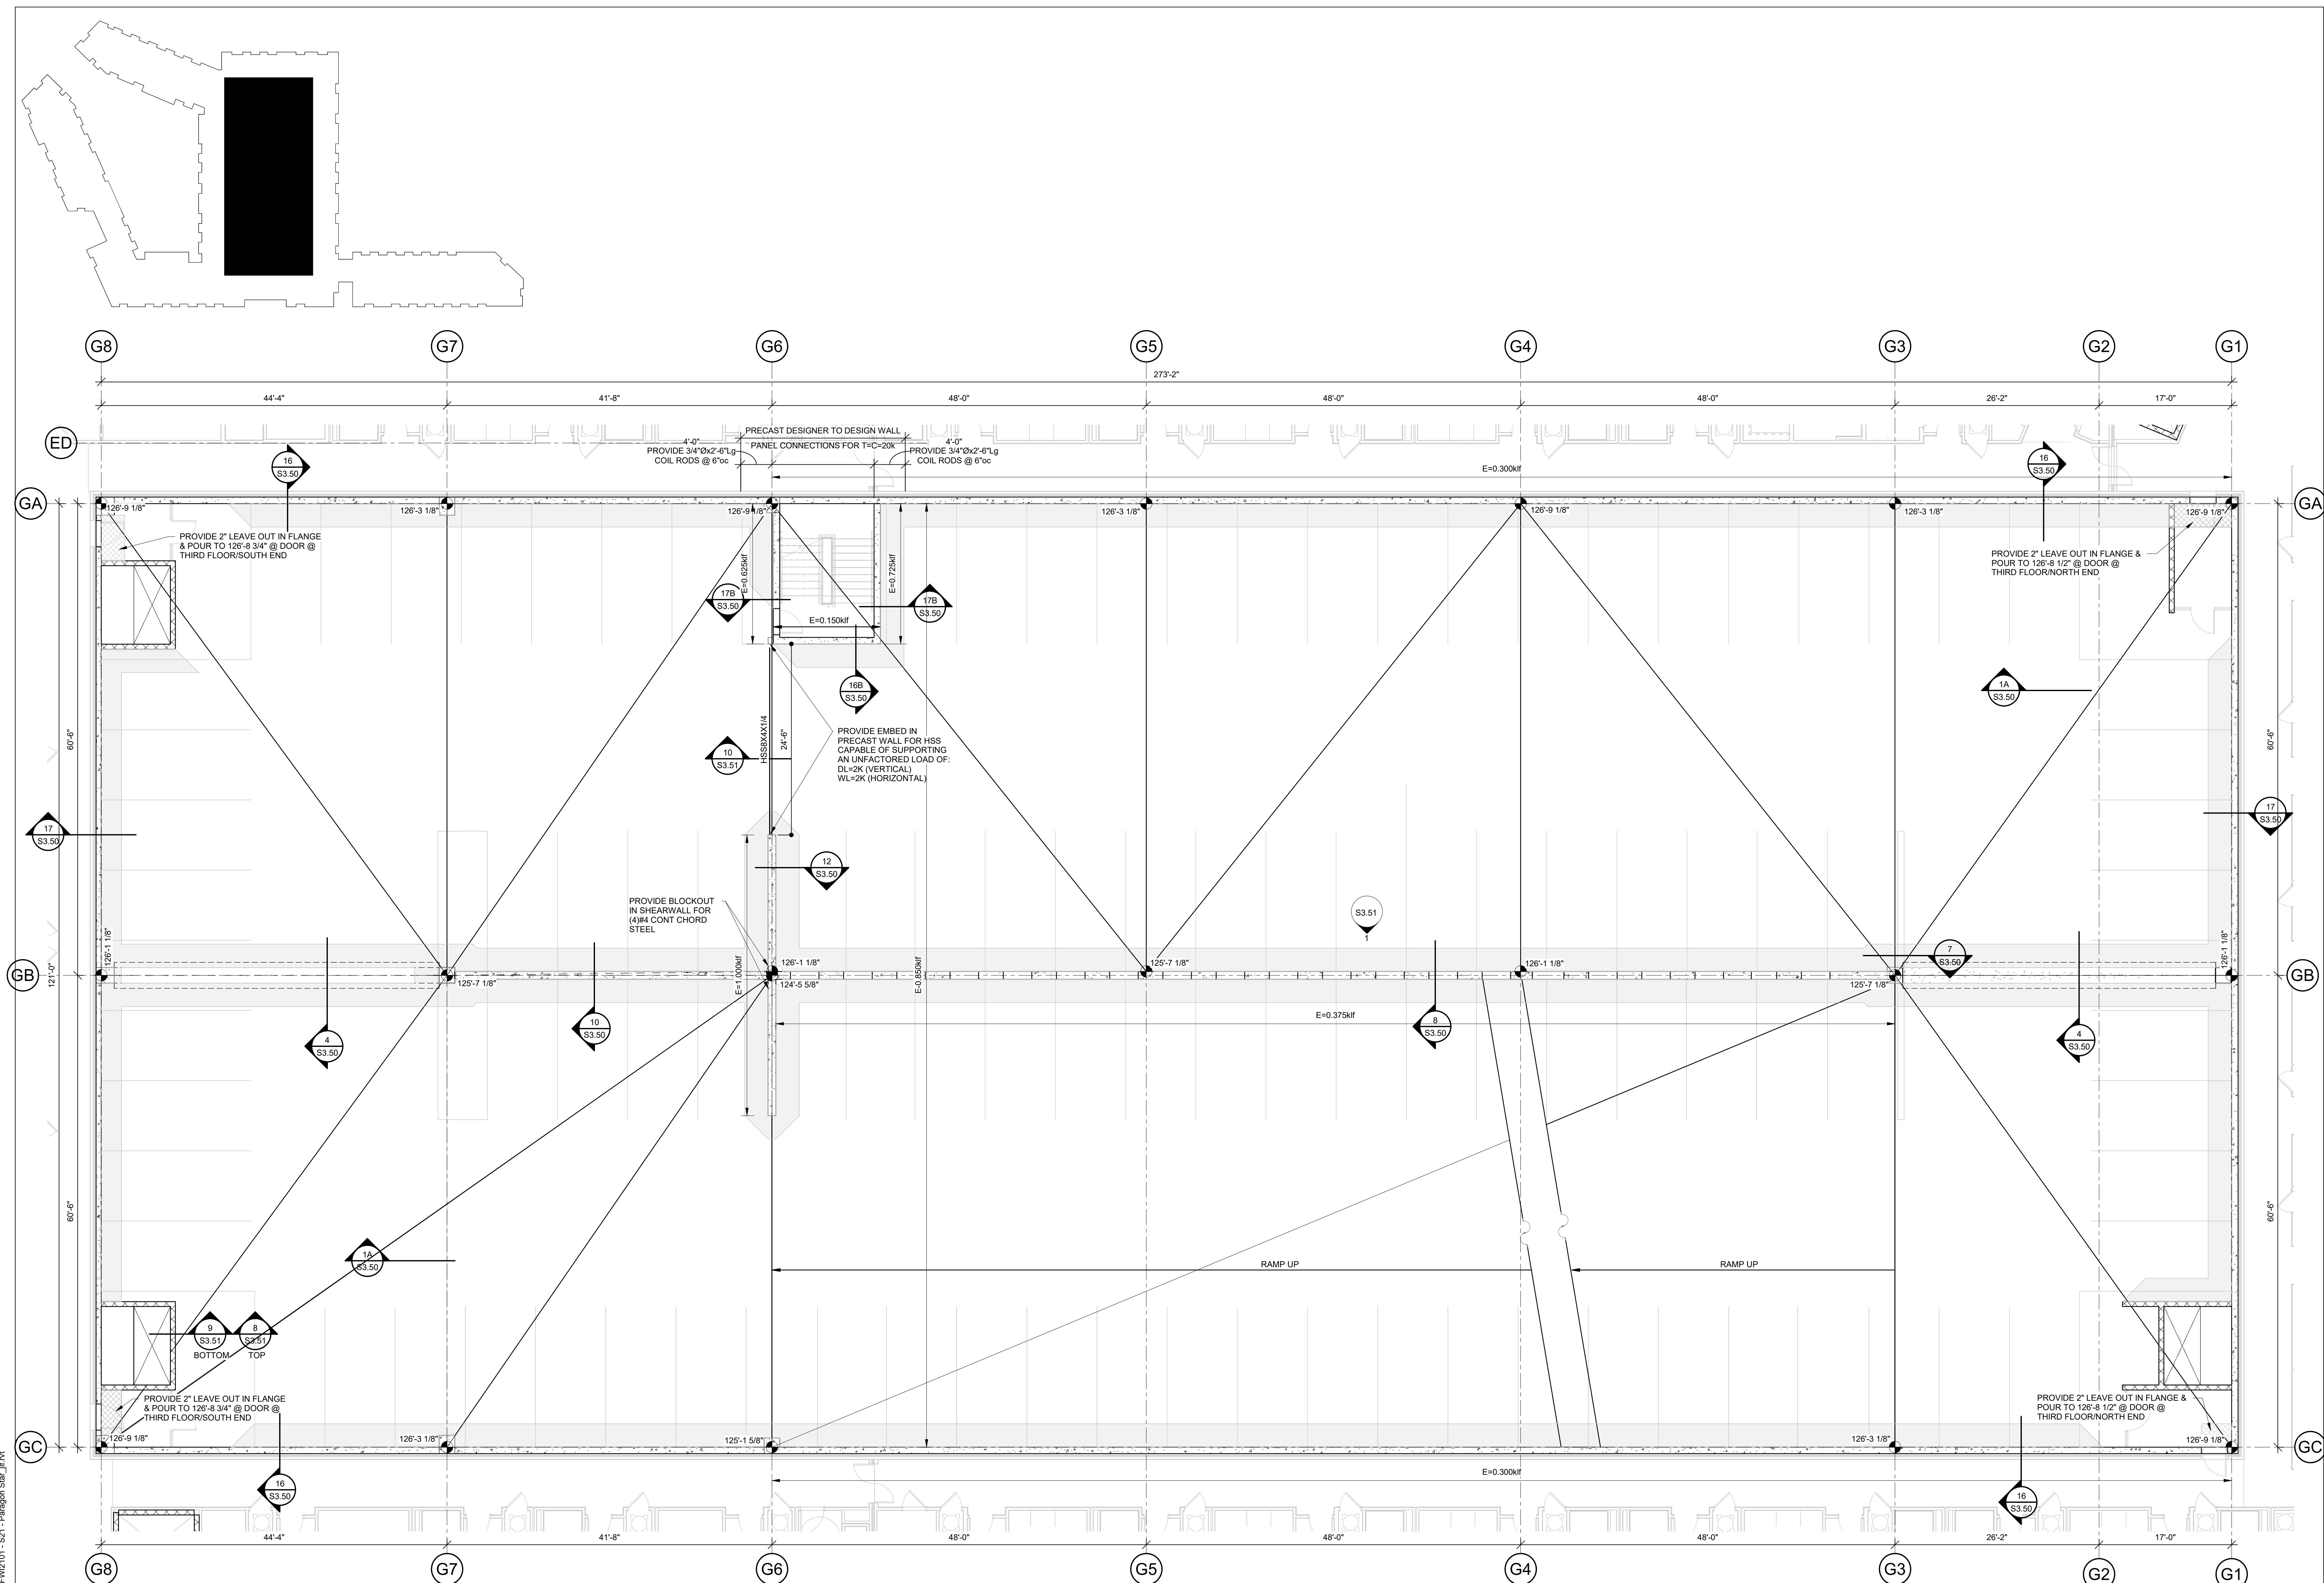 G8
G7
G6
G5
G4
G3
G2
G1
273'-2"
44'-4"
41'-8"
48'-0"
48'-0"
48'-0"
26'-2"
17'-0"
ED
PRECAST DESIGNER TO DESIGN WALL
PANEL CONNECTIONS FOR T=C=20k
4'-0"
PROVIDE 3/4"Øx2'-6"Lg
COIL RODS @ 6"oc
4'-0"
PROVIDE 3/4"Øx2'-6"Lg
COIL RODS @ 6"oc
16
S3.50
16
S3.50
E=0.300klf
GA
GA
126'-9 1/8"
126'-3 1/8"
126'-9 1/8"
126'-3 1/8"
126'-9 1/8"
126'-3 1/8"
126'-9 1/8"
PROVIDE 2" LEAVE OUT IN FLANGE
& POUR TO 126'-8 3/4" @ DOOR @
THIRD FLOOR/SOUTH END
PROVIDE 2" LEAVE OUT IN FLANGE &
POUR TO 126'-8 1/2" @ DOOR @
THIRD FLOOR/NORTH END
E=0.625klf
E=0.725klf
17B
S3.50
17B
S3.50
E=0.150klf
16B
S3.50
1A
S3.50
HSS8X4X1/4
24'-6"
10
S3.51
PROVIDE EMBED IN
PRECAST WALL FOR HSS
CAPABLE OF SUPPORTING
AN UNFACTORED LOAD OF:
DL=2K (VERTICAL)
WL=2K (HORIZONTAL)
60'-6"
60'-6"
17
S3.50
17
S3.50
12
S3.50
PROVIDE BLOCKOUT
IN SHEARWALL FOR
(4)#4 CONT CHORD
STEEL
S3.51
1
7
S3.50
126'-1 1/8"
126'-1 1/8"
GB
GB
121'-0"
125'-7 1/8"
126'-1 1/8"
124'-5 5/8"
125'-7 1/8"
126'-1 1/8"
125'-7 1/8"
E=1.000klf
E-0.850klf
E=0.375klf
4
S3.50
10
S3.50
8
S3.50
4
S3.50
60'-6"
60'-6"
1A
S3.50
RAMP UP
RAMP UP
9
S3.51
BOTTOM
8
S3.51
TOP
PROVIDE 2" LEAVE OUT IN FLANGE
& POUR TO 126'-8 3/4" @ DOOR @
THIRD FLOOR/SOUTH END
PROVIDE 2" LEAVE OUT IN FLANGE &
POUR TO 126'-8 1/2" @ DOOR @
THIRD FLOOR/NORTH END
GC
GC
126'-9 1/8"
126'-3 1/8"
125'-1 5/8"
126'-3 1/8"
126'-9 1/8"
E=0.300klf
16
S3.50
16
S3.50
44'-4"
41'-8"
48'-0"
48'-0"
48'-0"
26'-2"
17'-0"
G8
G7
G6
G5
G4
G3
G2
G1